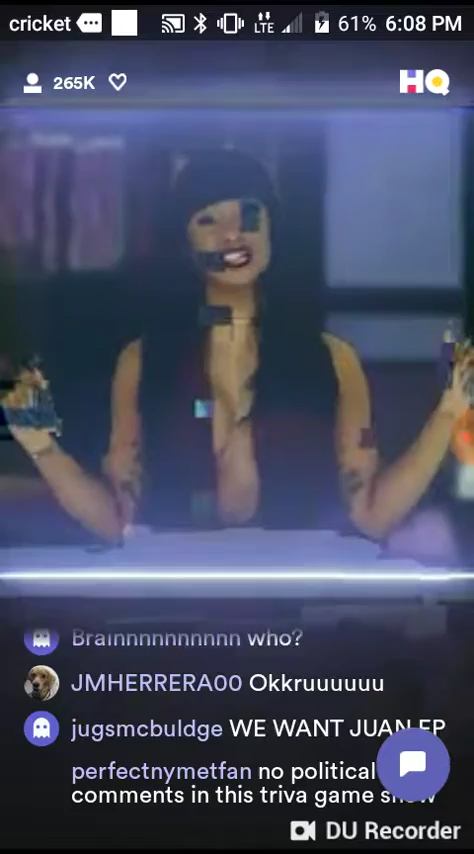 cricket LTE 61% 6:08 PM
265K HQ
Brainnnnnnnnnn who?
JMHERRERA00 Okkruuuuuu
jugsmcbuldge WE WANT JUAN EP
perfectnymetfan no political
comments in this triva game show
DU Recorder